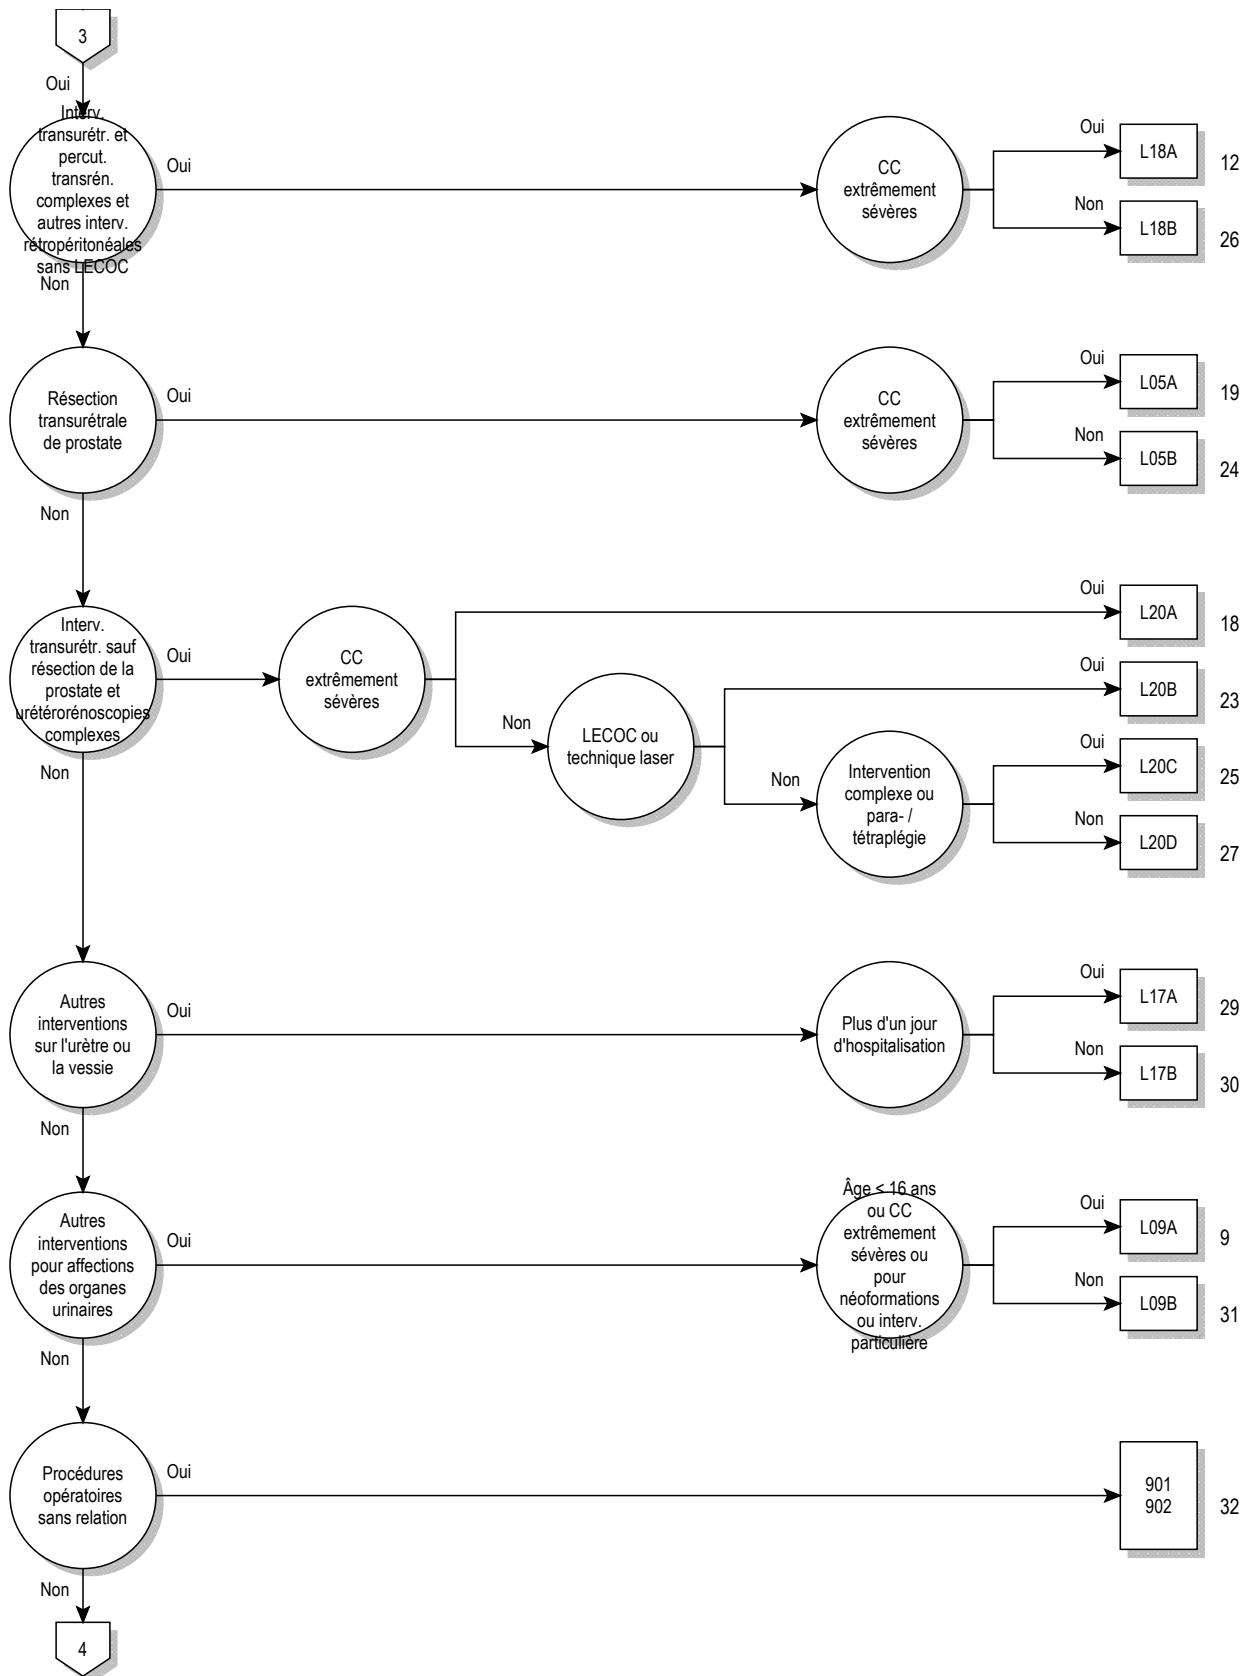 3
Oui
Interv.
transurétr. et
percut.
transrén.
complexes et
autres interv.
rétropéritonéales
sans LECOC
Oui
CC
extrêmement
sévères
Oui
L18A
12
Non
L18B
26
Non
Résection
transurétrale
de prostate
Oui
CC
extrêmement
sévères
Oui
L05A
19
Non
L05B
24
Non
Interv.
transurétr. sauf
résection de la
prostate et
urétérorénoscopies
complexes
Oui
CC
extrêmement
sévères
Oui
L20A
18
Non
LECOC ou
technique laser
Oui
L20B
23
Non
Intervention
complexe ou
para- /
tétraplégie
Oui
L20C
25
Non
L20D
27
Non
Autres
interventions
sur l'urètre ou
la vessie
Oui
Plus d'un jour
d'hospitalisation
Oui
L17A
29
Non
L17B
30
Non
Autres
interventions
pour affections
des organes
urinaires
Oui
Âge < 16 ans
ou CC
extrêmement
sévères ou
pour
néoformations
ou interv.
particulière
Oui
L09A
9
Non
L09B
31
Non
Procédures
opératoires
sans relation
Oui
901
902
32
Non
4